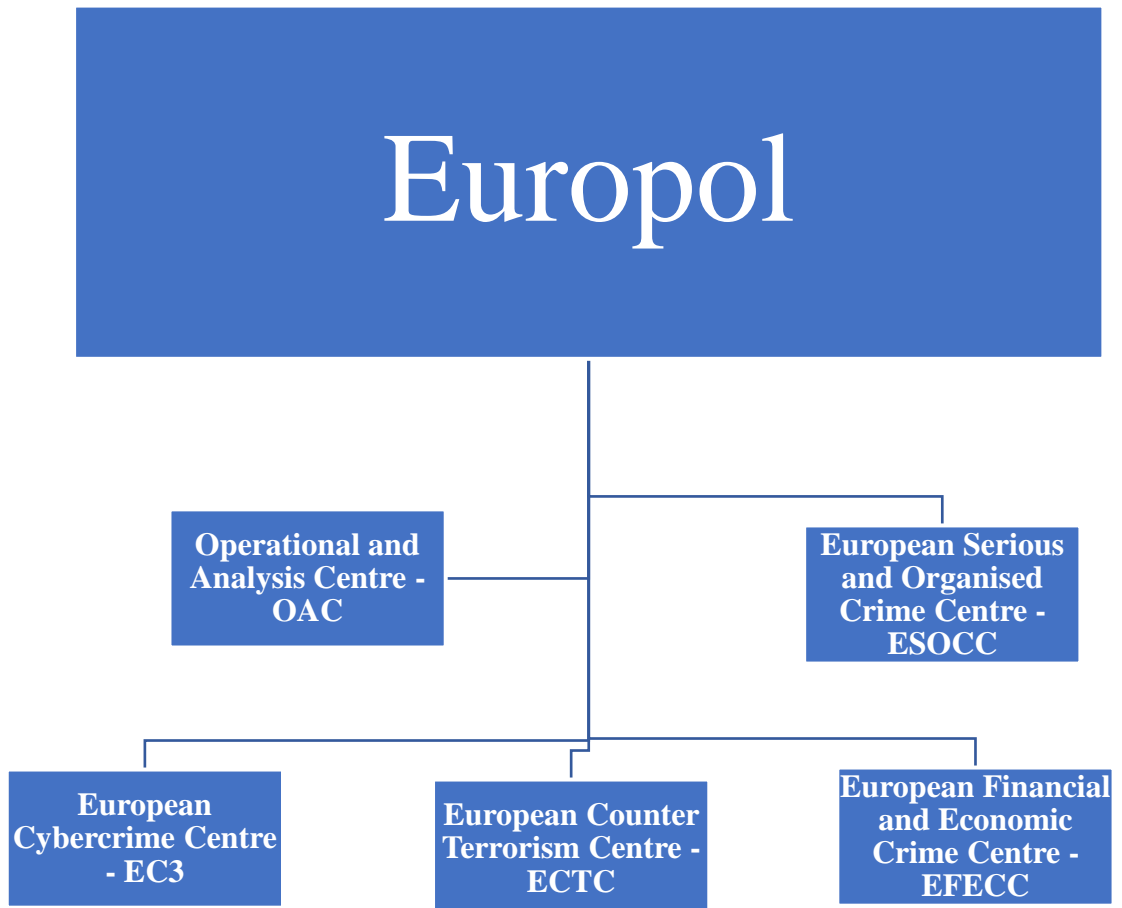 Europol
Operational and
Analysis Centre -
OAC
European Serious
and Organised
Crime Centre -
ESOCC
European
Cybercrime Centre
- EC3
European Counter
Terrorism Centre -
ECTC
European Financial
and Economic
Crime Centre -
EFECC